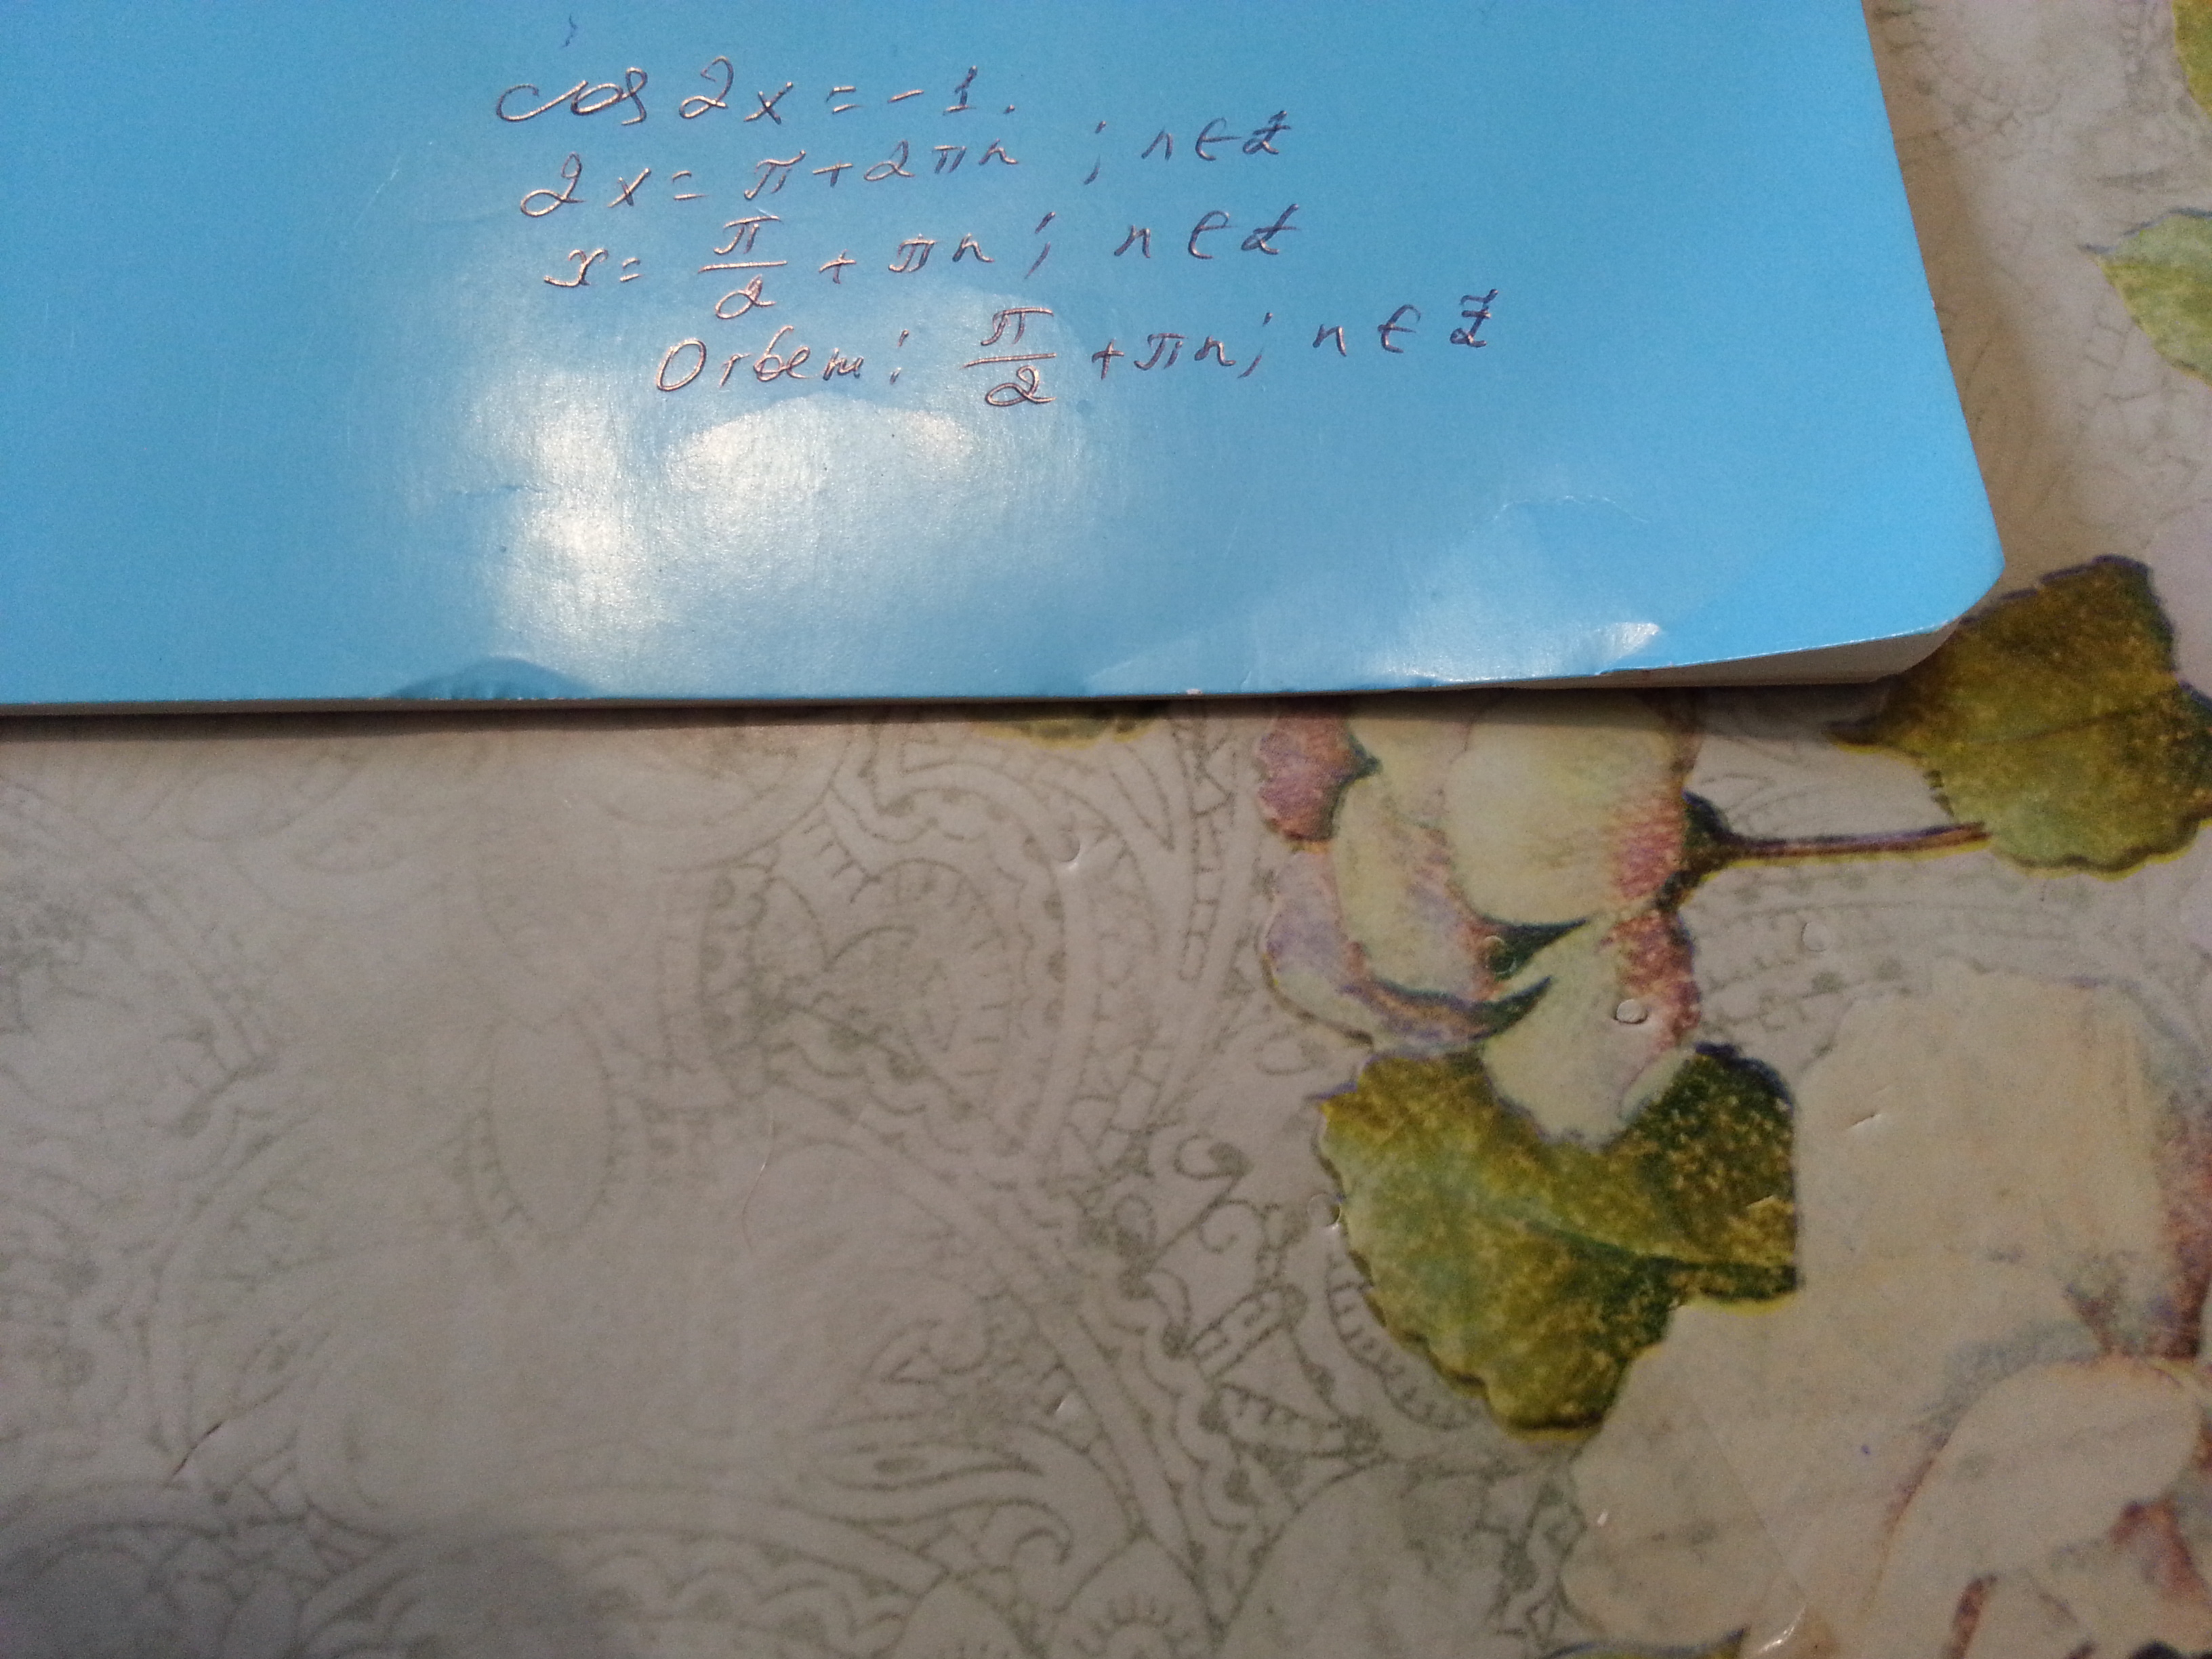 cos 2x = -1.
2x = π + 2πn ; n ∈ Z
x = π/2 + πn ; n ∈ Z
Ответ: π/2 + πn; n ∈ Z